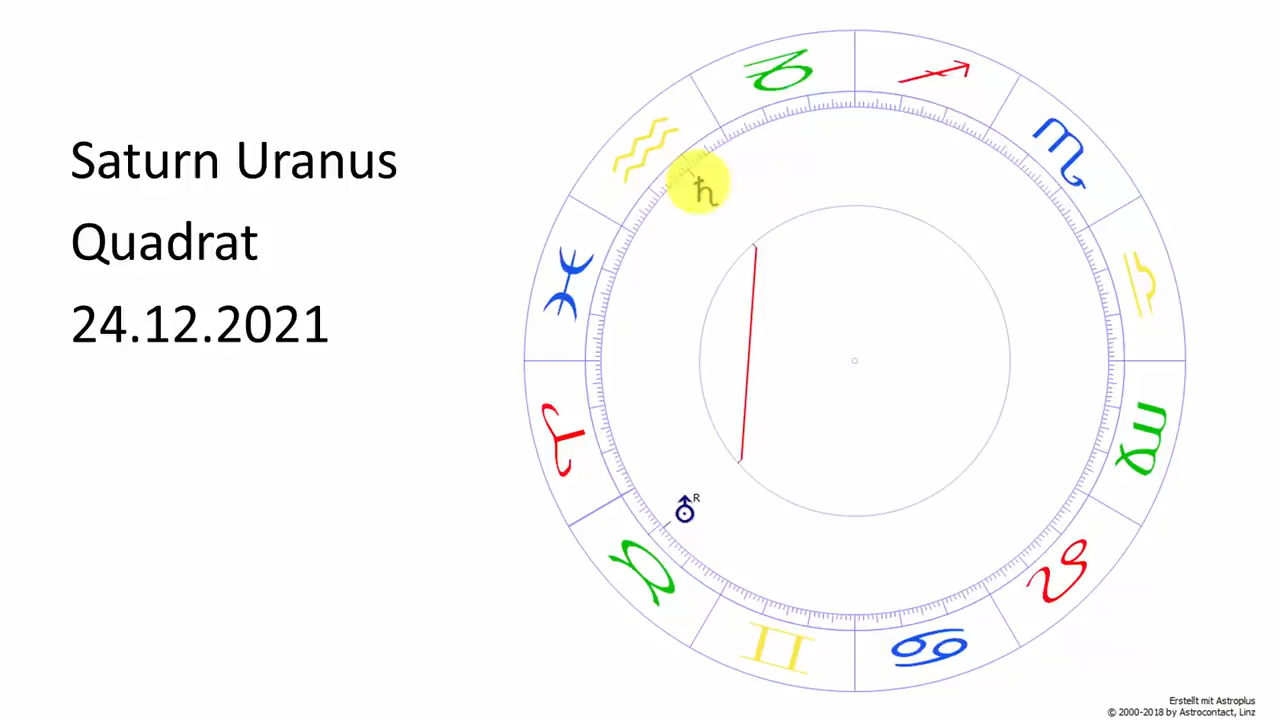 Saturn Uranus
Quadrat
24.12.2021
R
Erstellt mit Astroplus
© 2000-2018 by Astrocontact, Linz